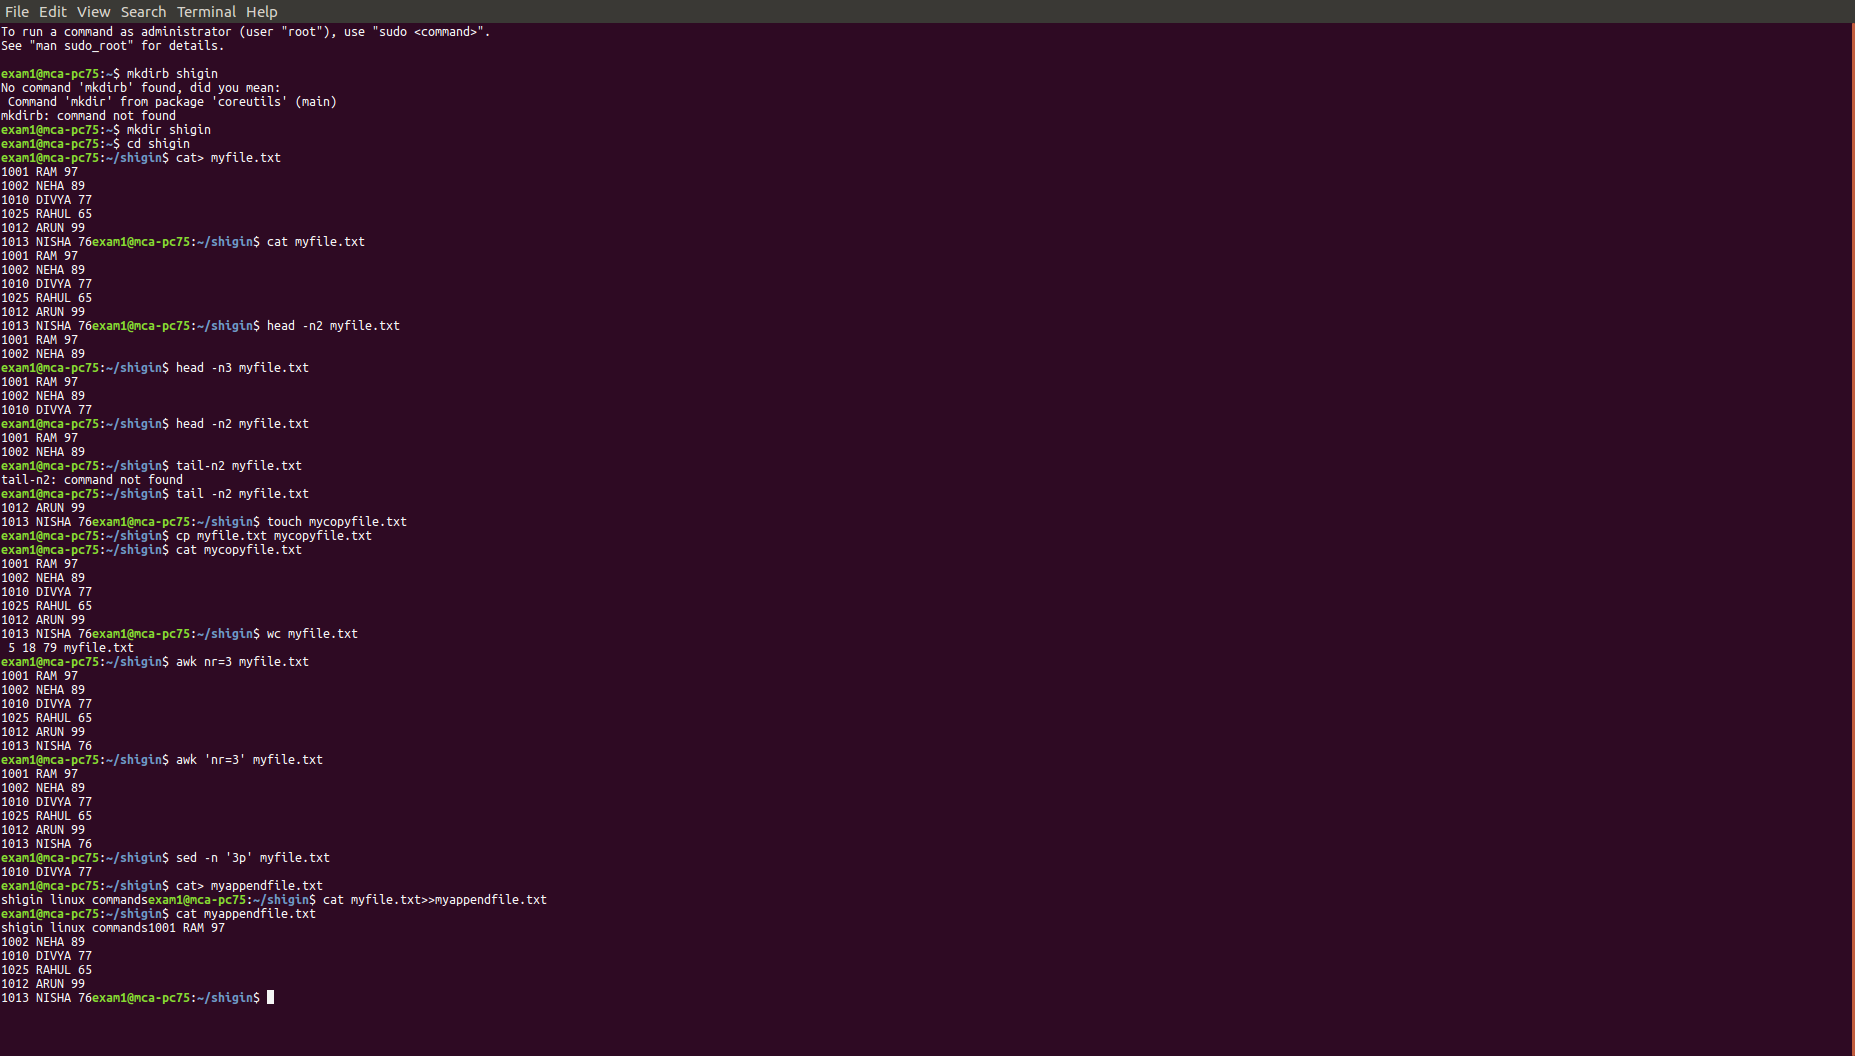 File Edit View Search Terminal Help
To run a command as administrator (user "root"), use "sudo <command>".
See "man sudo_root" for details.
exam1@mca-pc75:~$ mkdirb shigin
No command 'mkdirb' found, did you mean:
 Command 'mkdir' from package 'coreutils' (main)
mkdirb: command not found
exam1@mca-pc75:~$ mkdir shigin
exam1@mca-pc75:~$ cd shigin
exam1@mca-pc75:~/shigin$ cat> myfile.txt
1001 RAM 97
1002 NEHA 89
1010 DIVYA 77
1025 RAHUL 65
1012 ARUN 99
1013 NISHA 76exam1@mca-pc75:~/shigin$ cat myfile.txt
1001 RAM 97
1002 NEHA 89
1010 DIVYA 77
1025 RAHUL 65
1012 ARUN 99
1013 NISHA 76exam1@mca-pc75:~/shigin$ head -n2 myfile.txt
1001 RAM 97
1002 NEHA 89
exam1@mca-pc75:~/shigin$ head -n3 myfile.txt
1001 RAM 97
1002 NEHA 89
1010 DIVYA 77
exam1@mca-pc75:~/shigin$ head -n2 myfile.txt
1001 RAM 97
1002 NEHA 89
exam1@mca-pc75:~/shigin$ tail-n2 myfile.txt
tail-n2: command not found
exam1@mca-pc75:~/shigin$ tail -n2 myfile.txt
1012 ARUN 99
1013 NISHA 76exam1@mca-pc75:~/shigin$ touch mycopyfile.txt
exam1@mca-pc75:~/shigin$ cp myfile.txt mycopyfile.txt
exam1@mca-pc75:~/shigin$ cat mycopyfile.txt
1001 RAM 97
1002 NEHA 89
1010 DIVYA 77
1025 RAHUL 65
1012 ARUN 99
1013 NISHA 76exam1@mca-pc75:~/shigin$ wc myfile.txt
 5 18 79 myfile.txt
exam1@mca-pc75:~/shigin$ awk nr=3 myfile.txt
1001 RAM 97
1002 NEHA 89
1010 DIVYA 77
1025 RAHUL 65
1012 ARUN 99
1013 NISHA 76
exam1@mca-pc75:~/shigin$ awk 'nr=3' myfile.txt
1001 RAM 97
1002 NEHA 89
1010 DIVYA 77
1025 RAHUL 65
1012 ARUN 99
1013 NISHA 76
exam1@mca-pc75:~/shigin$ sed -n '3p' myfile.txt
1010 DIVYA 77
exam1@mca-pc75:~/shigin$ cat> myappendfile.txt
shigin linux commandsexam1@mca-pc75:~/shigin$ cat myfile.txt>>myappendfile.txt
exam1@mca-pc75:~/shigin$ cat myappendfile.txt
shigin linux commands1001 RAM 97
1002 NEHA 89
1010 DIVYA 77
1025 RAHUL 65
1012 ARUN 99
1013 NISHA 76exam1@mca-pc75:~/shigin$